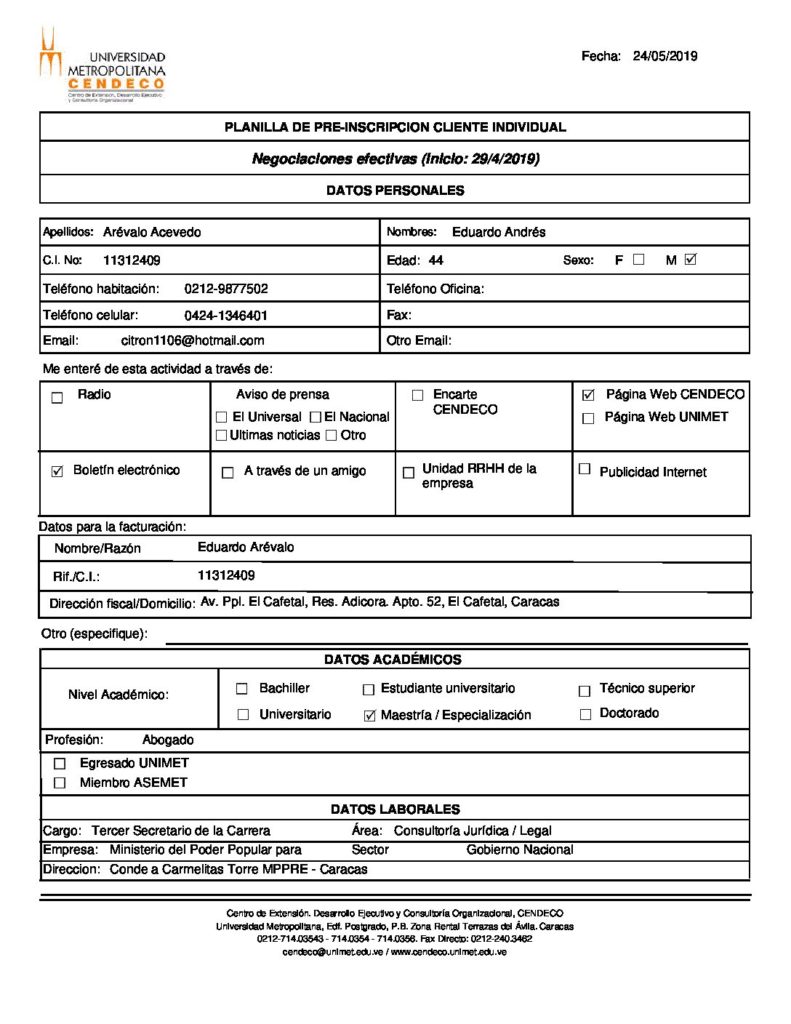 UNIVERSIDAD
METROPOLITANA
CENDECO
Centro de Extensión, Desarrollo Ejecutivo
y Consultoría Organizacional
Fecha: 24/05/2019
PLANILLA DE PRE-INSCRIPCION CLIENTE INDIVIDUAL
Negociaciones efectivas (Inicio: 29/4/2019)
DATOS PERSONALES
Apellidos: Arévalo Acevedo Nombres: Eduardo Andrés
C.I. No: 11312409 Edad: 44 Sexo: F ☐ M ☑
Teléfono habitación: 0212-9877502 Teléfono Oficina:
Teléfono celular: 0424-1346401 Fax:
Email: citron1106@hotmail.com Otro Email:
Me enteré de esta actividad a través de:
☐ Radio
Aviso de prensa
☐ El Universal ☐ El Nacional
☐ Ultimas noticias ☐ Otro
☐ Encarte
CENDECO
☑ Página Web CENDECO
☐ Página Web UNIMET
☑ Boletín electrónico
☐ A través de un amigo
☐ Unidad RRHH de la
empresa
☐ Publicidad Internet
Datos para la facturación:
Nombre/Razón Eduardo Arévalo
Rif./C.I.: 11312409
Dirección fiscal/Domicilio: Av. Ppl. El Cafetal, Res. Adicora. Apto. 52, El Cafetal, Caracas
Otro (especifique):
DATOS ACADÉMICOS
Nivel Académico:
☐ Bachiller ☐ Estudiante universitario ☐ Técnico superior
☐ Universitario ☑ Maestría / Especialización ☐ Doctorado
Profesión: Abogado
☐ Egresado UNIMET
☐ Miembro ASEMET
DATOS LABORALES
Cargo: Tercer Secretario de la Carrera Área: Consultoría Jurídica / Legal
Empresa: Ministerio del Poder Popular para Sector Gobierno Nacional
Direccion: Conde a Carmelitas Torre MPPRE - Caracas
Centro de Extensión. Desarrollo Ejecutivo y Consultoría Organizacional, CENDECO
Universidad Metropolitana, Edf. Postgrado, P.B. Zona Rental Terrazas del Ávila. Caracas
0212-714.03543 - 714.0354 - 714.0356. Fax Directo: 0212-240.3462
cendeco@unimet.edu.ve / www.cendeco.unimet.edu.ve